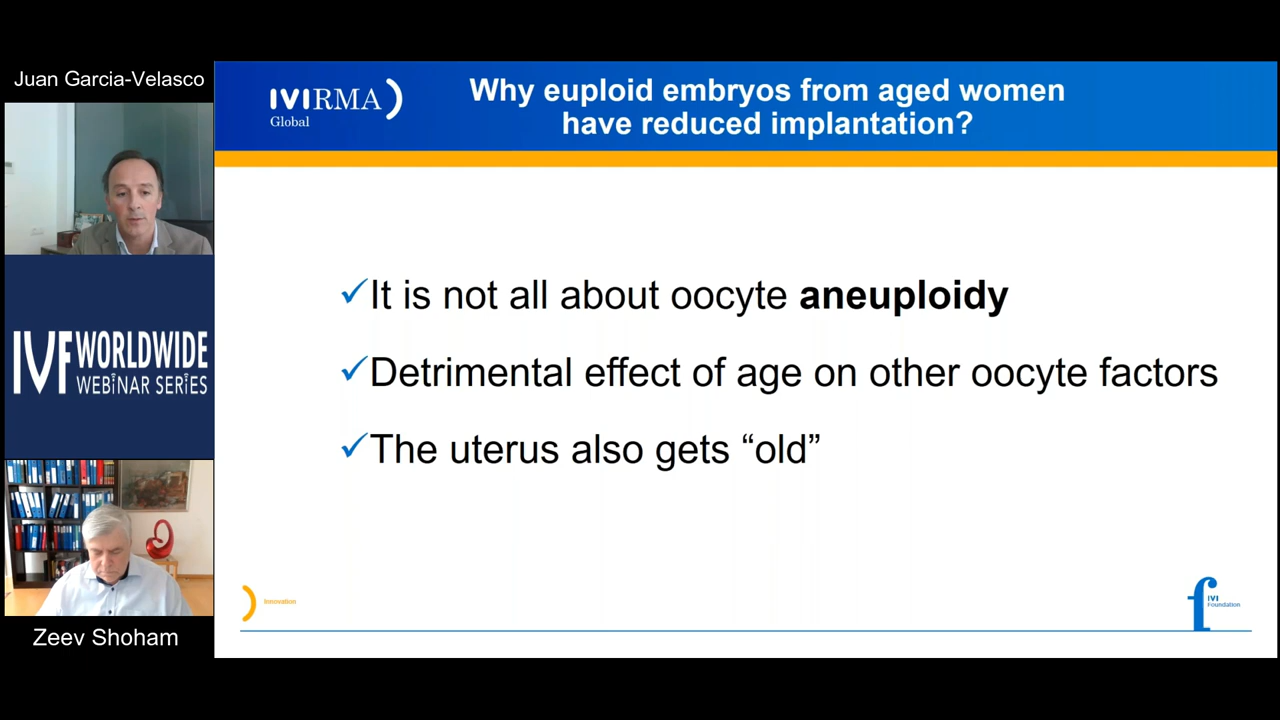 Juan Garcia-Velasco
IVF WORLDWIDE
WEBINAR SERIES
Zeev Shoham
IVIRMA
Global
Why euploid embryos from aged women
have reduced implantation?
✓It is not all about oocyte aneuploidy
✓Detrimental effect of age on other oocyte factors
✓The uterus also gets “old”
Innovation
IVI
Foundation